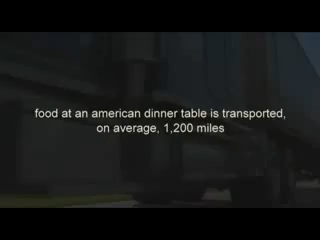 food at an american dinner table is transported,
on average, 1,200 miles